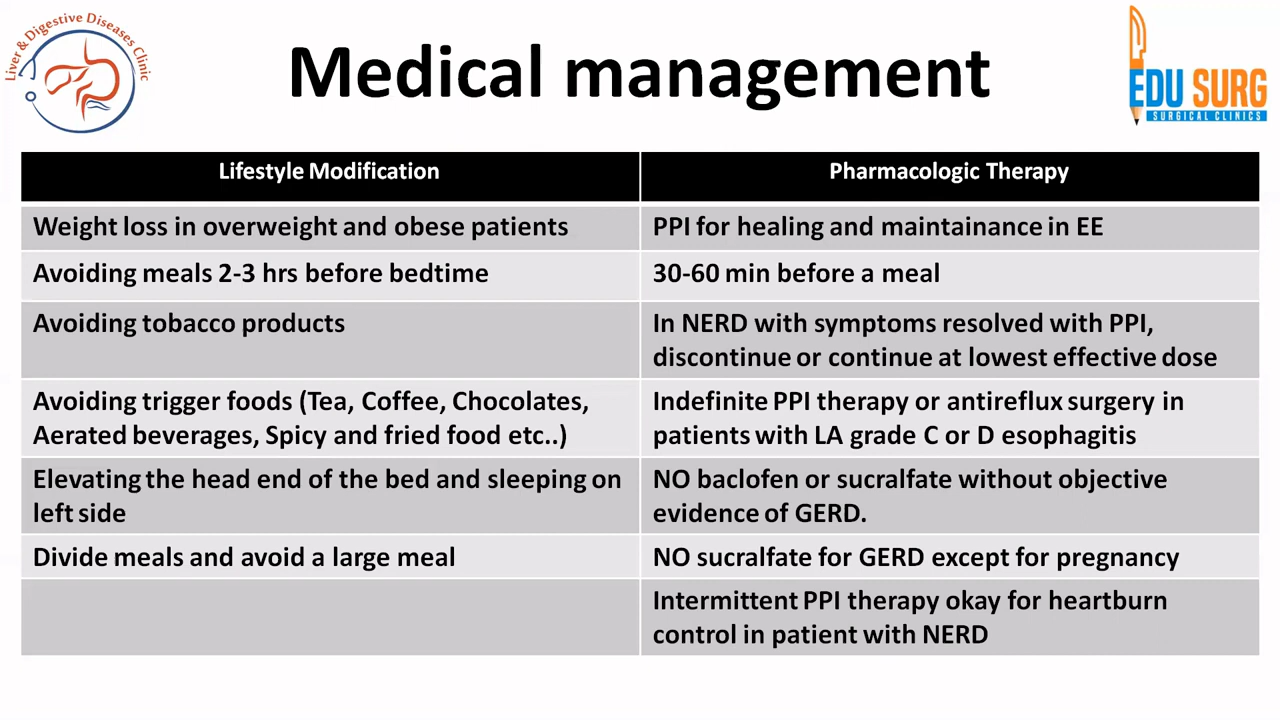 Liver & Digestive Diseases Clinic
Medical management
EDU SURG
SURGICAL CLINICS
Lifestyle Modification
Pharmacologic Therapy
Weight loss in overweight and obese patients
PPI for healing and maintainance in EE
Avoiding meals 2-3 hrs before bedtime
30-60 min before a meal
Avoiding tobacco products
In NERD with symptoms resolved with PPI,
discontinue or continue at lowest effective dose
Avoiding trigger foods (Tea, Coffee, Chocolates,
Aerated beverages, Spicy and fried food etc..)
Indefinite PPI therapy or antireflux surgery in
patients with LA grade C or D esophagitis
Elevating the head end of the bed and sleeping on
left side
NO baclofen or sucralfate without objective
evidence of GERD.
Divide meals and avoid a large meal
NO sucralfate for GERD except for pregnancy
Intermittent PPI therapy okay for heartburn
control in patient with NERD